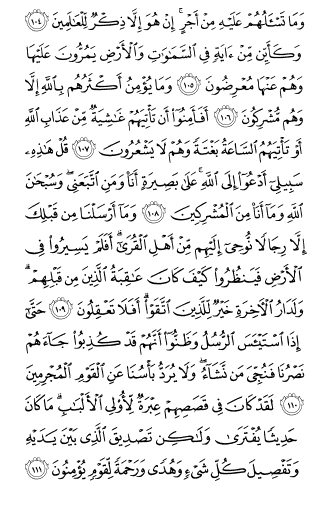 وَمَا تَسْـَٔلُهُمْ عَلَيْهِ مِنْ أَجْرٍ ۚ إِنْ هُوَ إِلَّا ذِكْرٌ لِّلْعَـٰلَمِينَ ١٠٤
وَكَأَيِّن مِّنْ ءَايَةٍ فِى ٱلسَّمَـٰوَٰتِ وَٱلْأَرْضِ يَمُرُّونَ عَلَيْهَا
وَهُمْ عَنْهَا مُعْرِضُونَ ١٠٥ وَمَا يُؤْمِنُ أَكْثَرُهُم بِٱللَّهِ إِلَّا
وَهُم مُّشْرِكُونَ ١٠٦ أَفَأَمِنُوٓا۟ أَن تَأْتِيَهُمْ غَـٰشِيَةٌ مِّنْ عَذَابِ ٱللَّهِ
أَوْ تَأْتِيَهُمُ ٱلسَّاعَةُ بَغْتَةً وَهُمْ لَا يَشْعُرُونَ ١٠٧ قُلْ هَـٰذِهِۦ
سَبِيلِىٓ أَدْعُوٓا۟ إِلَى ٱللَّهِ ۚ عَلَىٰ بَصِيرَةٍ أَنَا۠ وَمَنِ ٱتَّبَعَنِى ۖ وَسُبْحَـٰنَ
ٱللَّهِ وَمَآ أَنَا۠ مِنَ ٱلْمُشْرِكِينَ ١٠٨ وَمَآ أَرْسَلْنَا مِن قَبْلِكَ
إِلَّا رِجَالًا نُّوحِىٓ إِلَيْهِم مِّنْ أَهْلِ ٱلْقُرَىٰٓ ۗ أَفَلَمْ يَسِيرُوا۟ فِى
ٱلْأَرْضِ فَيَنظُرُوا۟ كَيْفَ كَانَ عَـٰقِبَةُ ٱلَّذِينَ مِن قَبْلِهِمْ ۗ
وَلَدَارُ ٱلْـَٔاخِرَةِ خَيْرٌ لِّلَّذِينَ ٱتَّقَوْا۟ ۗ أَفَلَا تَعْقِلُونَ ١٠٩ حَتَّىٰٓ
إِذَا ٱسْتَيْـَٔسَ ٱلرُّسُلُ وَظَنُّوٓا۟ أَنَّهُمْ قَدْ كُذِبُوا۟ جَآءَهُمْ
نَصْرُنَا فَنُجِّىَ مَن نَّشَآءُ ۖ وَلَا يُرَدُّ بَأْسُنَا عَنِ ٱلْقَوْمِ ٱلْمُجْرِمِينَ
١١٠ لَقَدْ كَانَ فِى قَصَصِهِمْ عِبْرَةٌ لِّأُو۟لِى ٱلْأَلْبَـٰبِ ۗ مَا كَانَ
حَدِيثًا يُفْتَرَىٰ وَلَـٰكِن تَصْدِيقَ ٱلَّذِى بَيْنَ يَدَيْهِ
وَتَفْصِيلَ كُلِّ شَىْءٍ وَهُدًى وَرَحْمَةً لِّقَوْمٍ يُؤْمِنُونَ ١١١